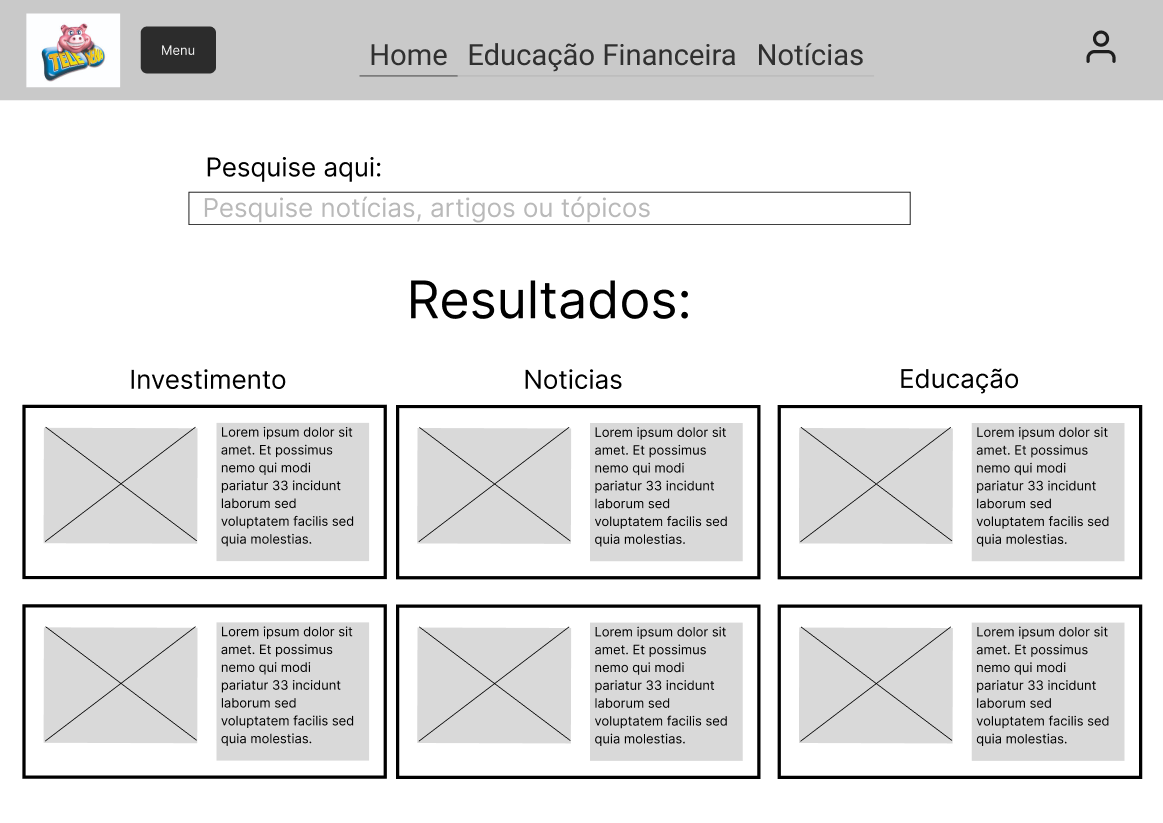 TELE
Menu
Home Educação Financeira Notícias
Pesquise aqui:
Pesquise notícias, artigos ou tópicos
Resultados:
Investimento
Noticias
Educação
Lorem ipsum dolor sit
amet. Et possimus
nemo qui modi
pariatur 33 incidunt
laborum sed
voluptatem facilis sed
quia molestias.
Lorem ipsum dolor sit
amet. Et possimus
nemo qui modi
pariatur 33 incidunt
laborum sed
voluptatem facilis sed
quia molestias.
Lorem ipsum dolor sit
amet. Et possimus
nemo qui modi
pariatur 33 incidunt
laborum sed
voluptatem facilis sed
quia molestias.
Lorem ipsum dolor sit
amet. Et possimus
nemo qui modi
pariatur 33 incidunt
laborum sed
voluptatem facilis sed
quia molestias.
Lorem ipsum dolor sit
amet. Et possimus
nemo qui modi
pariatur 33 incidunt
laborum sed
voluptatem facilis sed
quia molestias.
Lorem ipsum dolor sit
amet. Et possimus
nemo qui modi
pariatur 33 incidunt
laborum sed
voluptatem facilis sed
quia molestias.